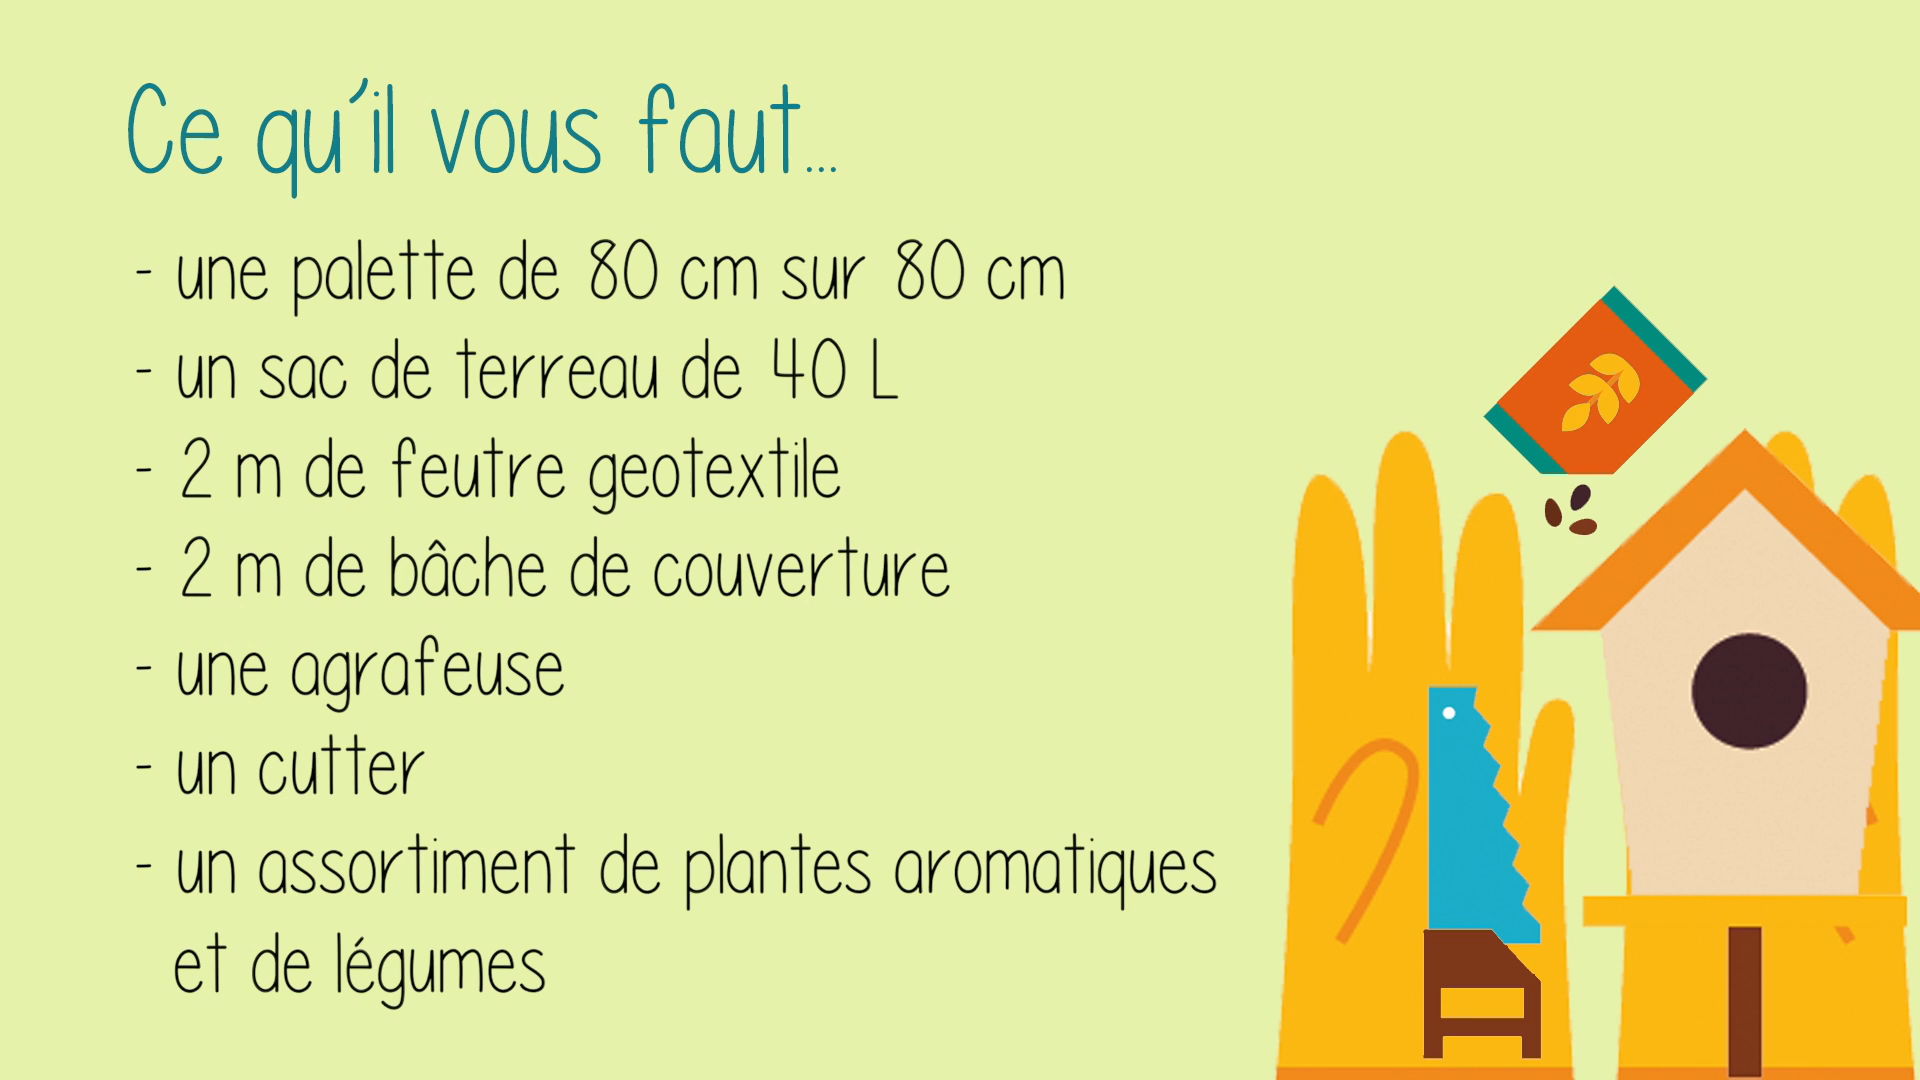 Ce qu'il vous faut...
- une palette de 80 cm sur 80 cm
- un sac de terreau de 40 L
- 2 m de feutre geotextile
- 2 m de bâche de couverture
- une agrafeuse
- un cutter
- un assortiment de plantes aromatiques
et de légumes